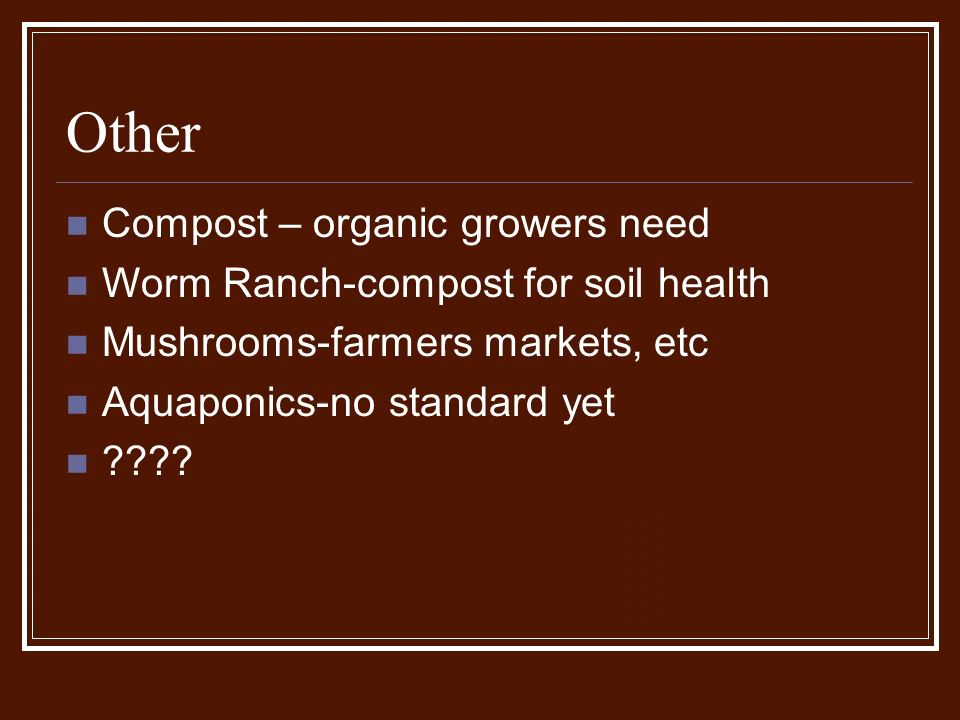 Other
Compost – organic growers need
Worm Ranch-compost for soil health
Mushrooms-farmers markets, etc
Aquaponics-no standard yet
????